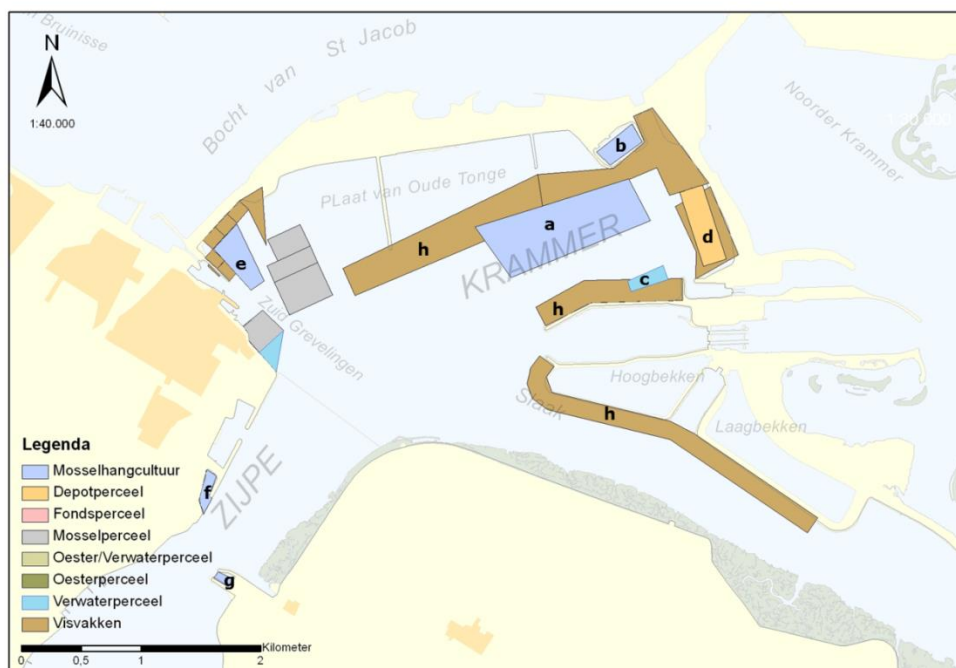 Bruinisse
N
1:40.000
Bocht van St Jacob
Noorder Krammer
PLaat van Oude Tonge
b
a
KRAMMER
h
d
e
c
h
Zuid Grevelingen
Hoogbekken
Slaak
h
Laagbekken
Legenda
Mosselhangcultuur
Depotperceel
Fondsperceel
Mosselperceel
Oester/Verwaterperceel
Oesterperceel
Verwaterperceel
Visvakken
f
ZIJPE
g
Kilometer
0 0,5 1 2